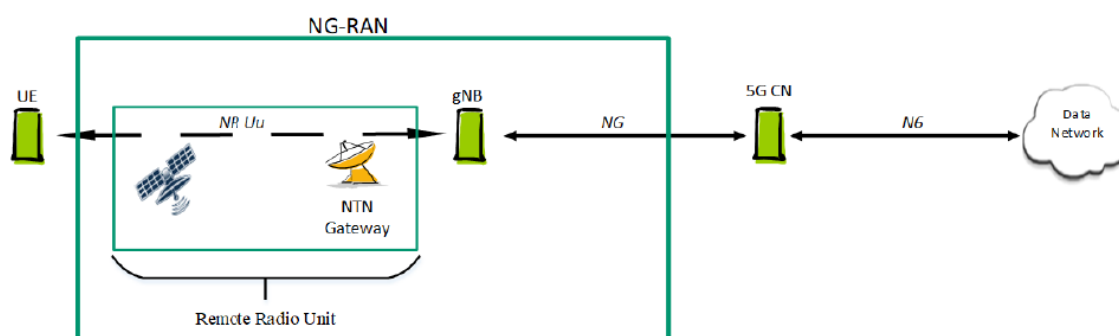 NG-RAN
UE
gNB
5G CN
NR Uu
NG
N6
Data
Network
NTN
Gateway
Remote Radio Unit